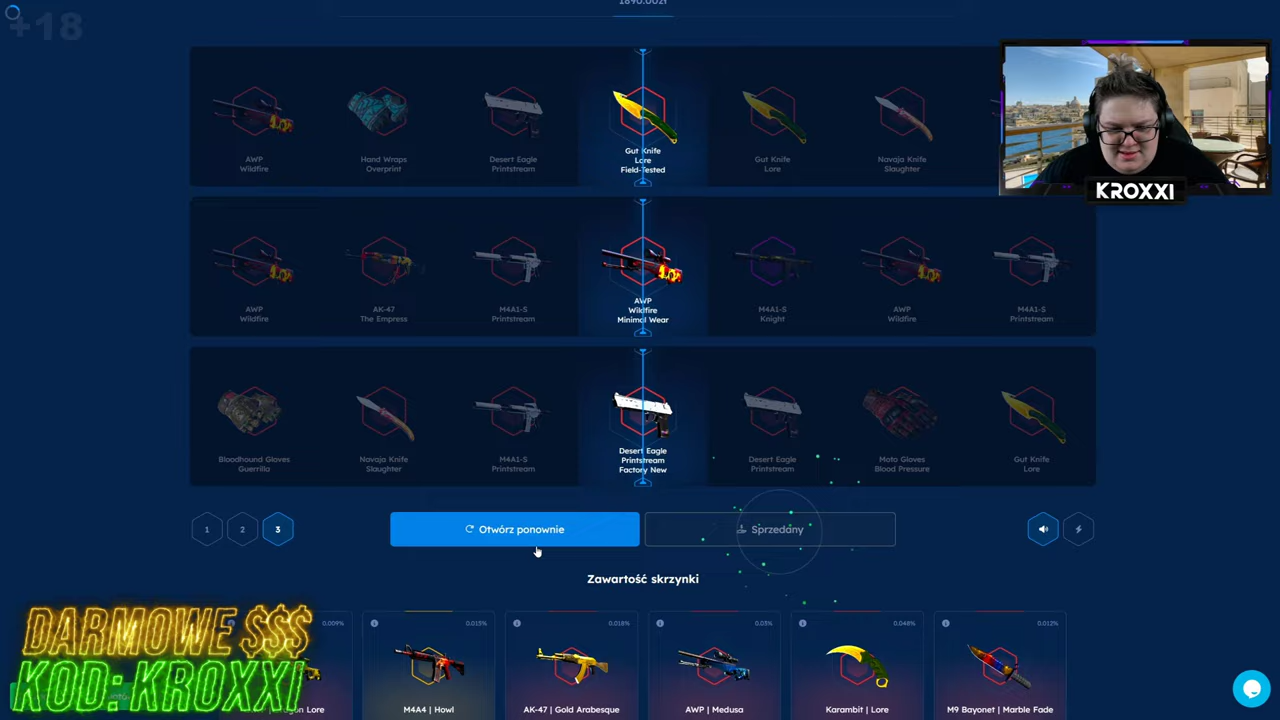 +18
1890.00zł
AWP
Wildfire
Hand Wraps
Overprint
Desert Eagle
Printstream
Gut Knife
Lore
Field-Tested
Gut Knife
Lore
Navaja Knife
Slaughter
KROXXI
AWP
Wildfire
AK-47
The Empress
M4A1-S
Printstream
AWP
Wildfire
Minimal Wear
M4A1-S
Knight
AWP
Wildfire
M4A1-S
Printstream
Bloodhound Gloves
Guerrilla
Navaja Knife
Slaughter
M4A1-S
Printstream
Desert Eagle
Printstream
Factory New
Desert Eagle
Printstream
Moto Gloves
Blood Pressure
Gut Knife
Lore
1 2 3
Otwórz ponownie
Sprzedany
Zawartość skrzynki
0.009%
0.015%
0.018%
0.03%
0.048%
0.012%
DARMOWE $$$
KOD: KROXXI
Lore
M4A4 | Howl
AK-47 | Gold Arabesque
AWP | Medusa
Karambit | Lore
M9 Bayonet | Marble Fade